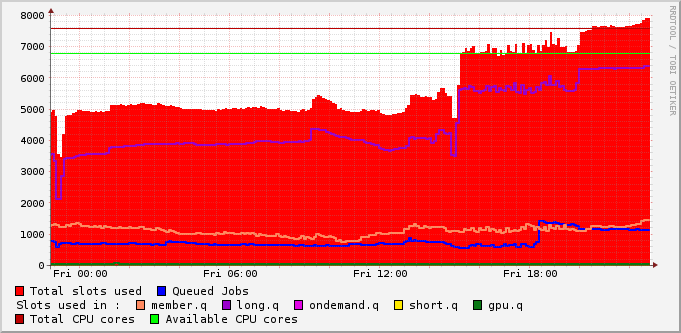 8000
7000
6000
5000
4000
3000
2000
1000
0
Fri 00:00 Fri 06:00 Fri 12:00 Fri 18:00
RRDTOOL / TOBI OETIKER
Total slots used Queued Jobs
Slots used in : member.q long.q ondemand.q short.q gpu.q
Total CPU cores Available CPU cores